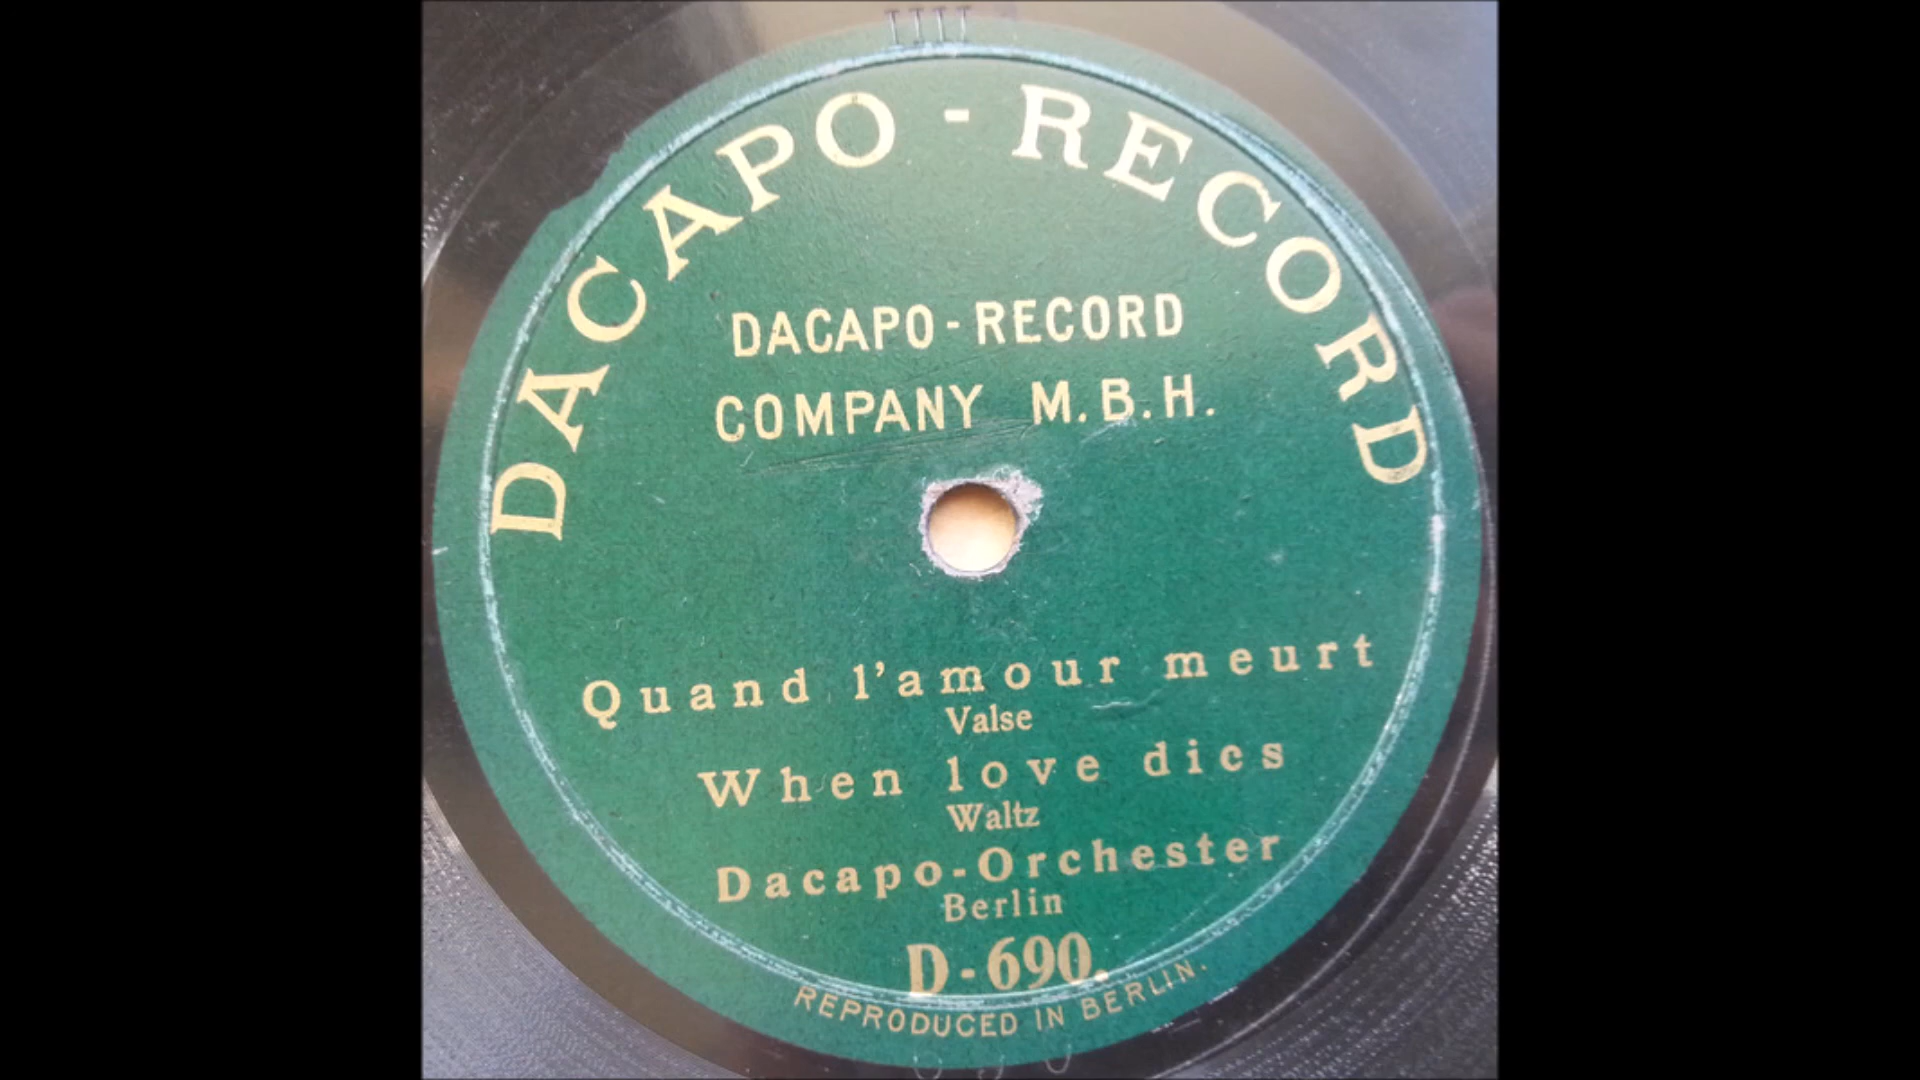 DACAPO-RECORD
DACAPO-RECORD
COMPANY M.B.H.
Quand l'amour meurt
Valse
When love dies
Waltz
Dacapo-Orchester
Berlin
D-690.
REPRODUCED IN BERLIN.